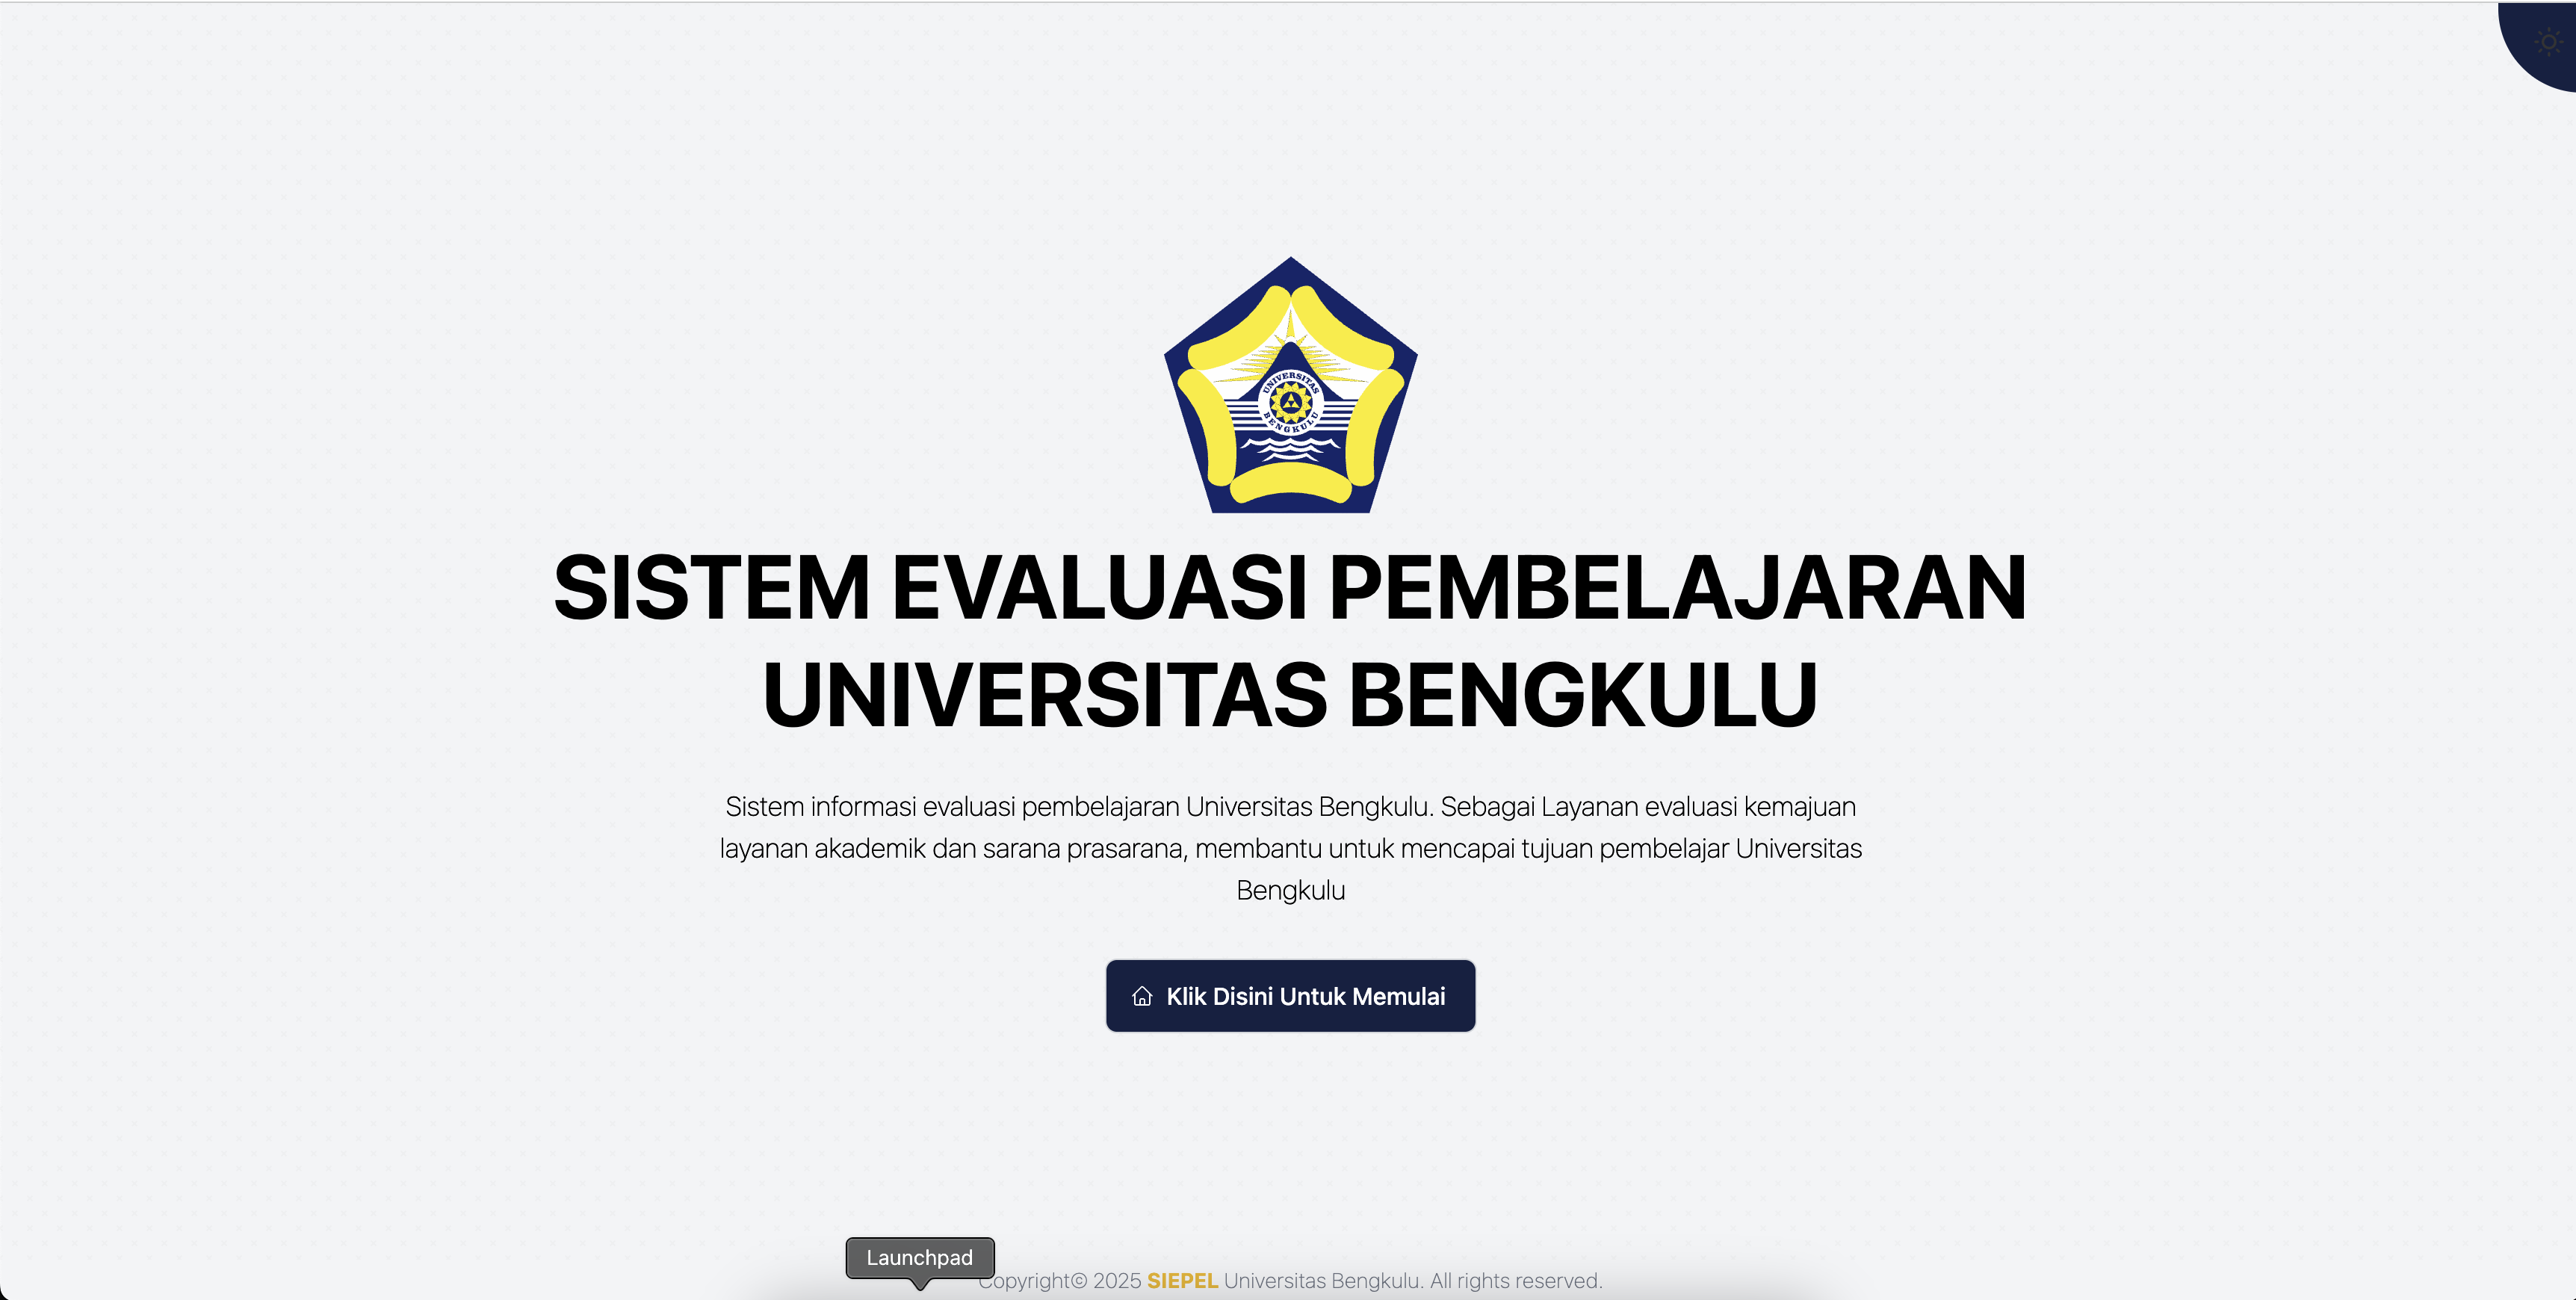 UNIVERSITAS
BENGKULU
SISTEM EVALUASI PEMBELAJARAN
UNIVERSITAS BENGKULU
Sistem informasi evaluasi pembelajaran Universitas Bengkulu. Sebagai Layanan evaluasi kemajuan
layanan akademik dan sarana prasarana, membantu untuk mencapai tujuan pembelajar Universitas
Bengkulu
Klik Disini Untuk Memulai
Launchpad
Copyright© 2025 SIEPEL Universitas Bengkulu. All rights reserved.